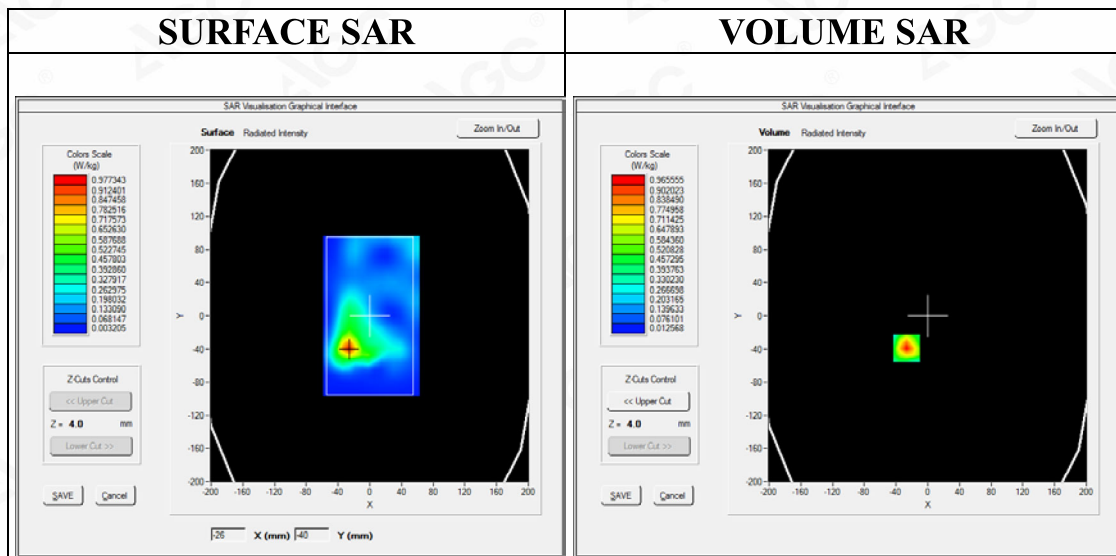 SURFACE SAR
VOLUME SAR
SAR Visualisation Graphical Interface
Surface Radiated Intensity
Zoom In/Out
Colors Scale
(W/kg)
0.977343
0.912401
0.847458
0.782516
0.717573
0.652630
0.587688
0.522745
0.457803
0.392860
0.327917
0.262975
0.198032
0.133090
0.068147
0.003205
Z-Cuts Control
<< Upper Cut
Z = 4.0 mm
Lower Cut >>
SAVE Cancel
200
160
120
80
40
0
-40
-80
-120
-160
-200
Y
-200 -160 -120 -80 -40 0 40 80 120 160 200
X
-26 X (mm) -40 Y (mm)
SAR Visualisation Graphical Interface
Volume Radiated Intensity
Zoom In/Out
Colors Scale
(W/kg)
0.965555
0.902023
0.838490
0.774958
0.711425
0.647893
0.584360
0.520828
0.457295
0.393763
0.330230
0.266698
0.203165
0.139633
0.076101
0.012568
Z-Cuts Control
<< Upper Cut
Z = 4.0 mm
Lower Cut >>
SAVE Cancel
200
160
120
80
40
0
-40
-80
-120
-160
-200
Y
-200 -160 -120 -80 -40 0 40 80 120 160 200
X